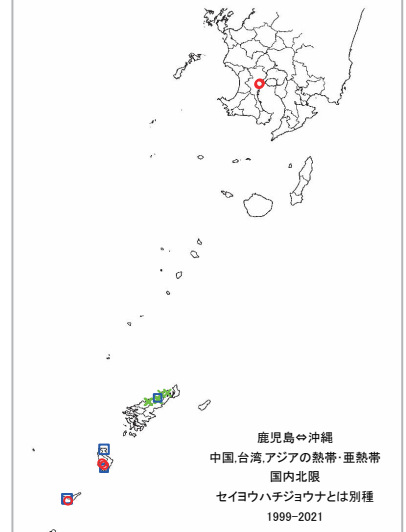 鹿児島⇔沖縄
中国,台湾,アジアの熱帯･亜熱帯
国内北限
セイヨウハチジョウナとは別種
1999-2021